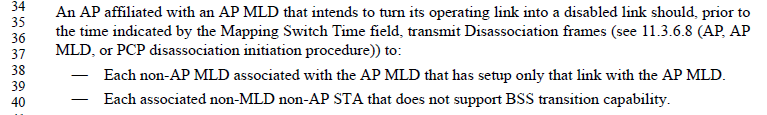 34 An AP affiliated with an AP MLD that intends to turn its operating link into a disabled link should, prior to
35
36 the time indicated by the Mapping Switch Time field, transmit Disassociation frames (see 11.3.6.8 (AP, AP
37 MLD, or PCP disassociation initiation procedure)) to:
38 — Each non-AP MLD associated with the AP MLD that has setup only that link with the AP MLD.
39
40 — Each associated non-MLD non-AP STA that does not support BSS transition capability.